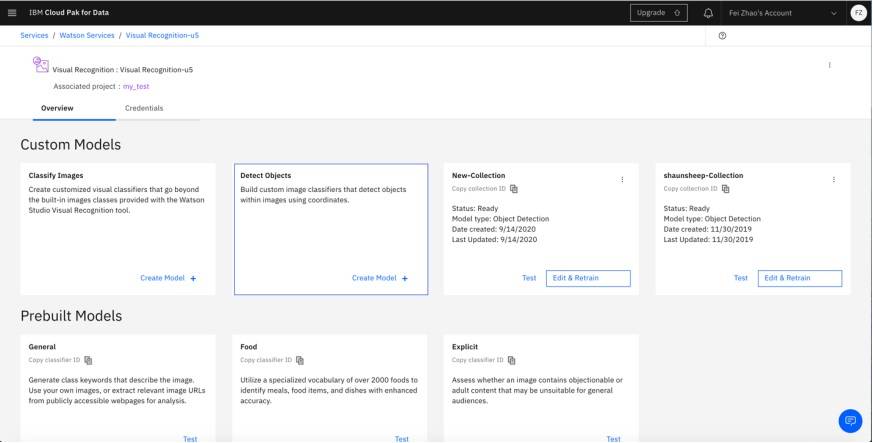 IBM Cloud Pak for Data
Upgrade
Fei Zhao's Account
FZ
Services / Watson Services / Visual Recognition-u5
Visual Recognition : Visual Recognition-u5
Associated project : my_test
Overview
Credentials
Custom Models
Classify Images
Create customized visual classifiers that go beyond
the built-in images classes provided with the Watson
Studio Visual Recognition tool.
Create Model +
Detect Objects
Build custom image classifiers that detect objects
within images using coordinates.
Create Model +
New-Collection
Copy collection ID
Status: Ready
Model type: Object Detection
Date created: 9/14/2020
Last Updated: 9/14/2020
Test
Edit & Retrain
shaunsheep-Collection
Copy collection ID
Status: Ready
Model type: Object Detection
Date created: 11/30/2019
Last Updated: 11/30/2019
Test
Edit & Retrain
Prebuilt Models
General
Copy classifier ID
Generate class keywords that describe the image.
Use your own images, or extract relevant image URLs
from publicly accessible webpages for analysis.
Test
Food
Copy classifier ID
Utilize a specialized vocabulary of over 2000 foods to
identify meals, food items, and dishes with enhanced
accuracy.
Test
Explicit
Copy classifier ID
Assess whether an image contains objectionable or
adult content that may be unsuitable for general
audiences.
Test